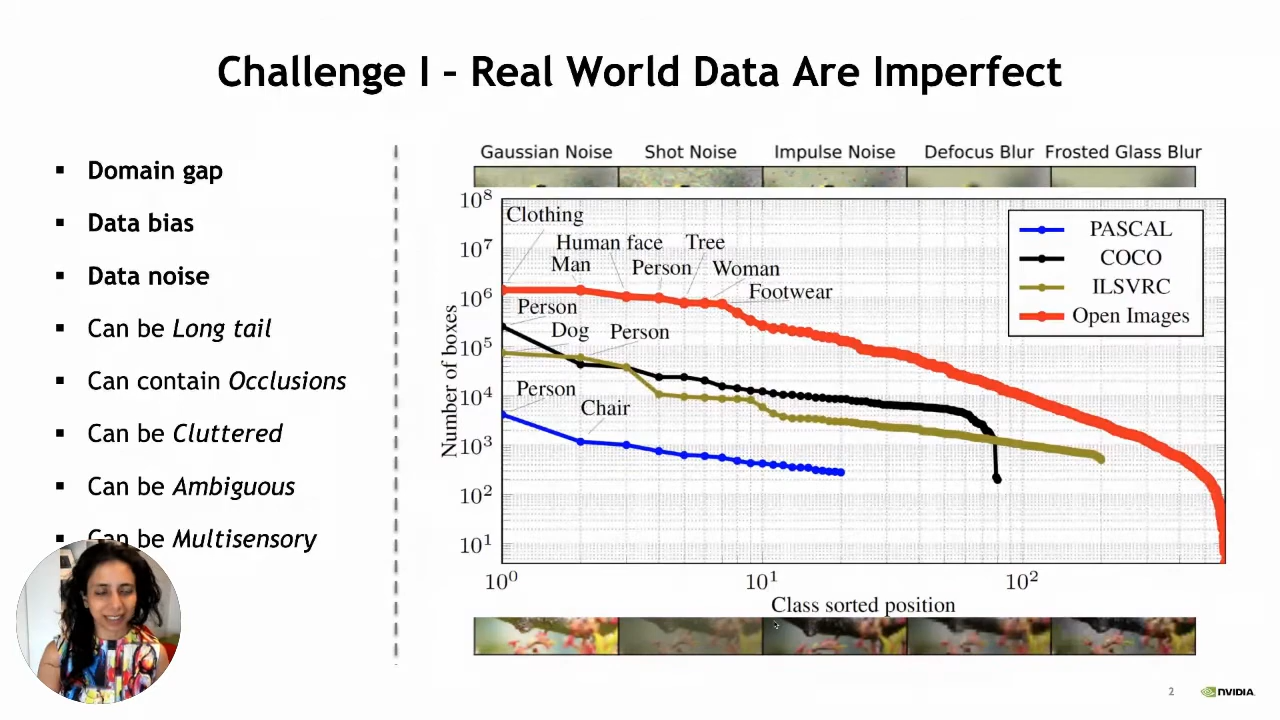 Challenge I – Real World Data Are Imperfect
▪ Domain gap
▪ Data bias
▪ Data noise
▪ Can be Long tail
▪ Can contain Occlusions
▪ Can be Cluttered
▪ Can be Ambiguous
▪ Can be Multisensory
Gaussian Noise Shot Noise Impulse Noise Defocus Blur Frosted Glass Blur
10^8
10^7
10^6
10^5
10^4
10^3
10^2
10^1
Number of boxes
Clothing
Human face Tree
Man Person Woman
Footwear
Person
Dog Person
Person
Chair
PASCAL
COCO
ILSVRC
Open Images
10^0 10^1 10^2
Class sorted position
2 NVIDIA.